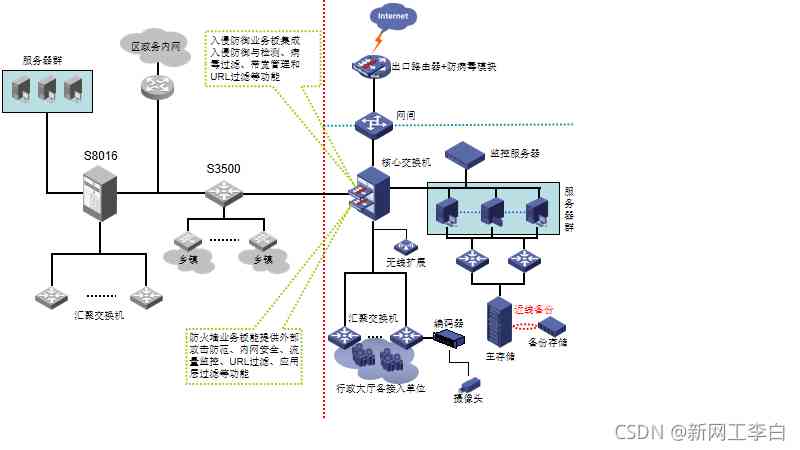 Internet
出口路由器+防病毒模块
网间
核心交换机
监控服务器
服务器群
无线扩展
汇聚交换机
编码器
行政大厅各接入单位
摄像头
近线备份
主存储
备份存储
入侵防御业务板集成
入侵防御与检测、病
毒过滤、带宽管理和
URL过滤等功能
区政务内网
服务器群
S8016
S3500
乡镇
乡镇
汇聚交换机
防火墙业务板能提供外部
攻击防范、内网安全、流
量监控、URL过滤、应用
层过滤等功能
CSDN @新网工李白